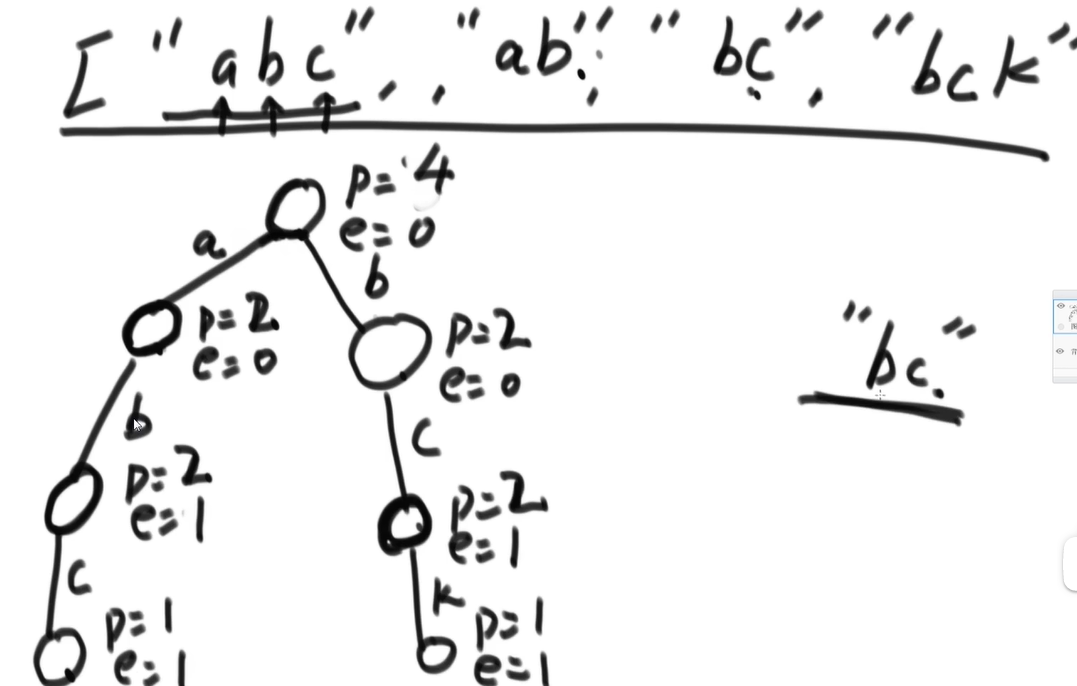 ["abc", "ab", "bc", "bck"
p=4
e=0
a
b
p=2
e=0
p=2
e=0
"bc"
b
c
p=2
e=1
p=2
e=1
c
k
p=1
e=1
p=1
e=1